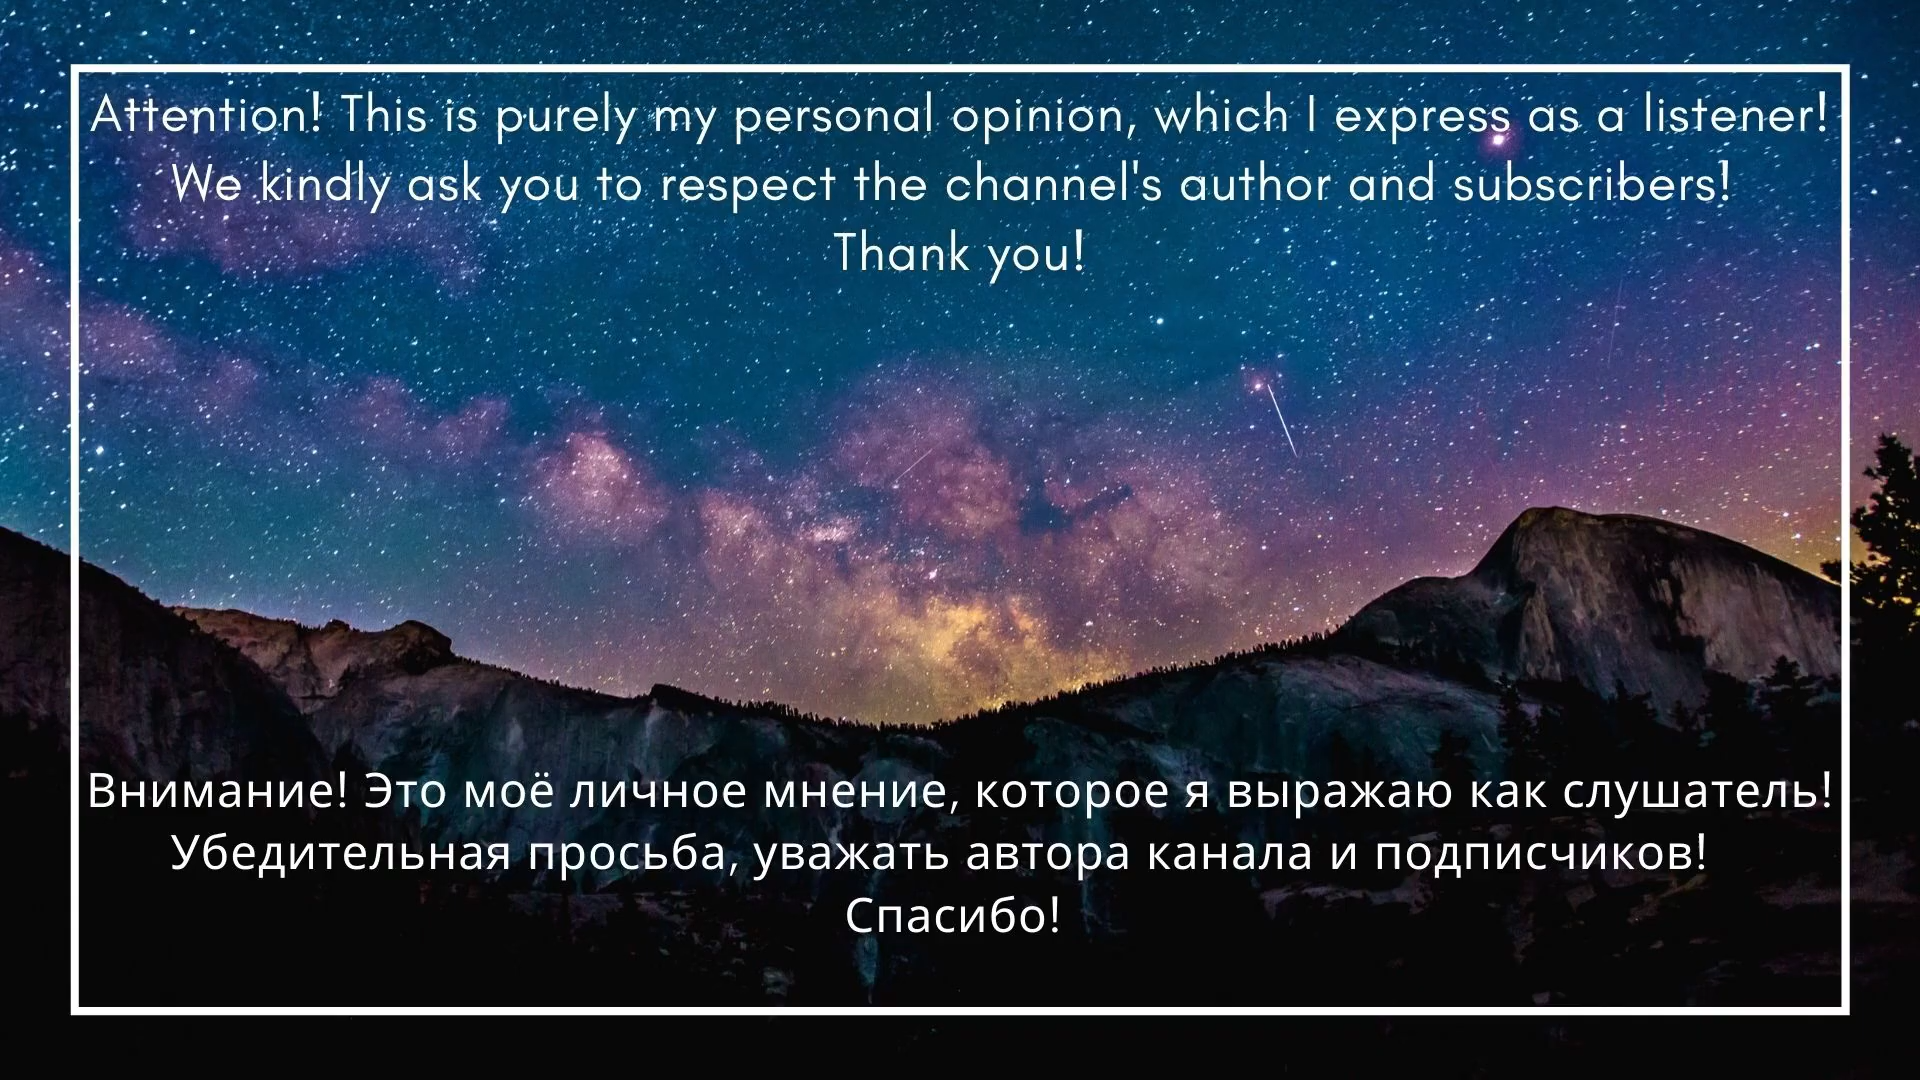 Attention! This is purely my personal opinion, which I express as a listener!
We kindly ask you to respect the channel's author and subscribers!
Thank you!
Внимание! Это моё личное мнение, которое я выражаю как слушатель!
Убедительная просьба, уважать автора канала и подписчиков!
Спасибо!